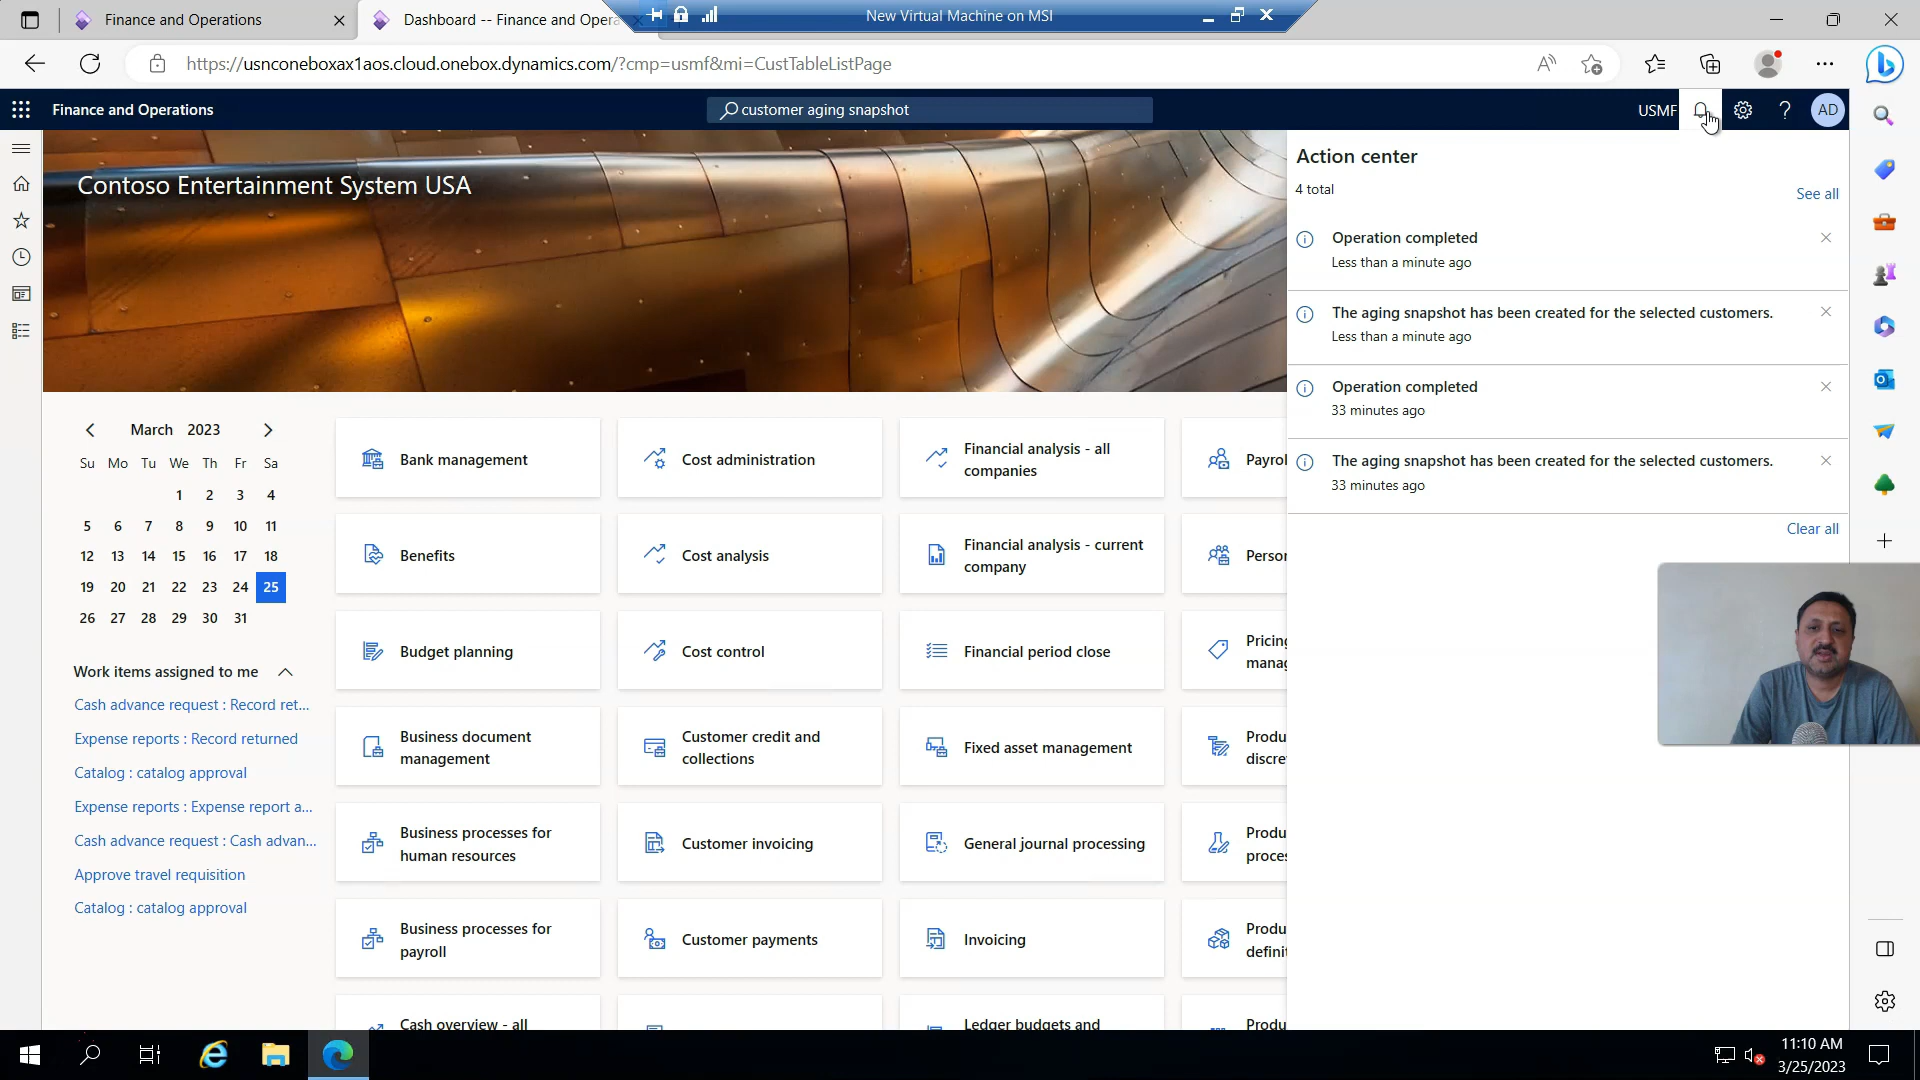 Finance and Operations
Dashboard -- Finance and Opera
New Virtual Machine on MSI
https://usnconeboxax1aos.cloud.onebox.dynamics.com/?cmp=usmf&mi=CustTableListPage
Finance and Operations
customer aging snapshot
USMF
AD
Contoso Entertainment System USA
Action center
4 total
See all
Operation completed
Less than a minute ago
The aging snapshot has been created for the selected customers.
Less than a minute ago
Operation completed
33 minutes ago
The aging snapshot has been created for the selected customers.
33 minutes ago
Clear all
March 2023
Su Mo Tu We Th Fr Sa
1 2 3 4
5 6 7 8 9 10 11
12 13 14 15 16 17 18
19 20 21 22 23 24 25
26 27 28 29 30 31
Work items assigned to me
Cash advance request : Record ret...
Expense reports : Record returned
Catalog : catalog approval
Expense reports : Expense report a...
Cash advance request : Cash advan...
Approve travel requisition
Catalog : catalog approval
Bank management
Cost administration
Financial analysis - all
companies
Payrol
Benefits
Cost analysis
Financial analysis - current
company
Person
Budget planning
Cost control
Financial period close
Pricing
manag
Business document
management
Customer credit and
collections
Fixed asset management
Produ
discre
Business processes for
human resources
Customer invoicing
General journal processing
Produ
proces
Business processes for
payroll
Customer payments
Invoicing
Produ
definit
Cash overview - all
Ledger budgets and
Produ
11:10 AM
3/25/2023